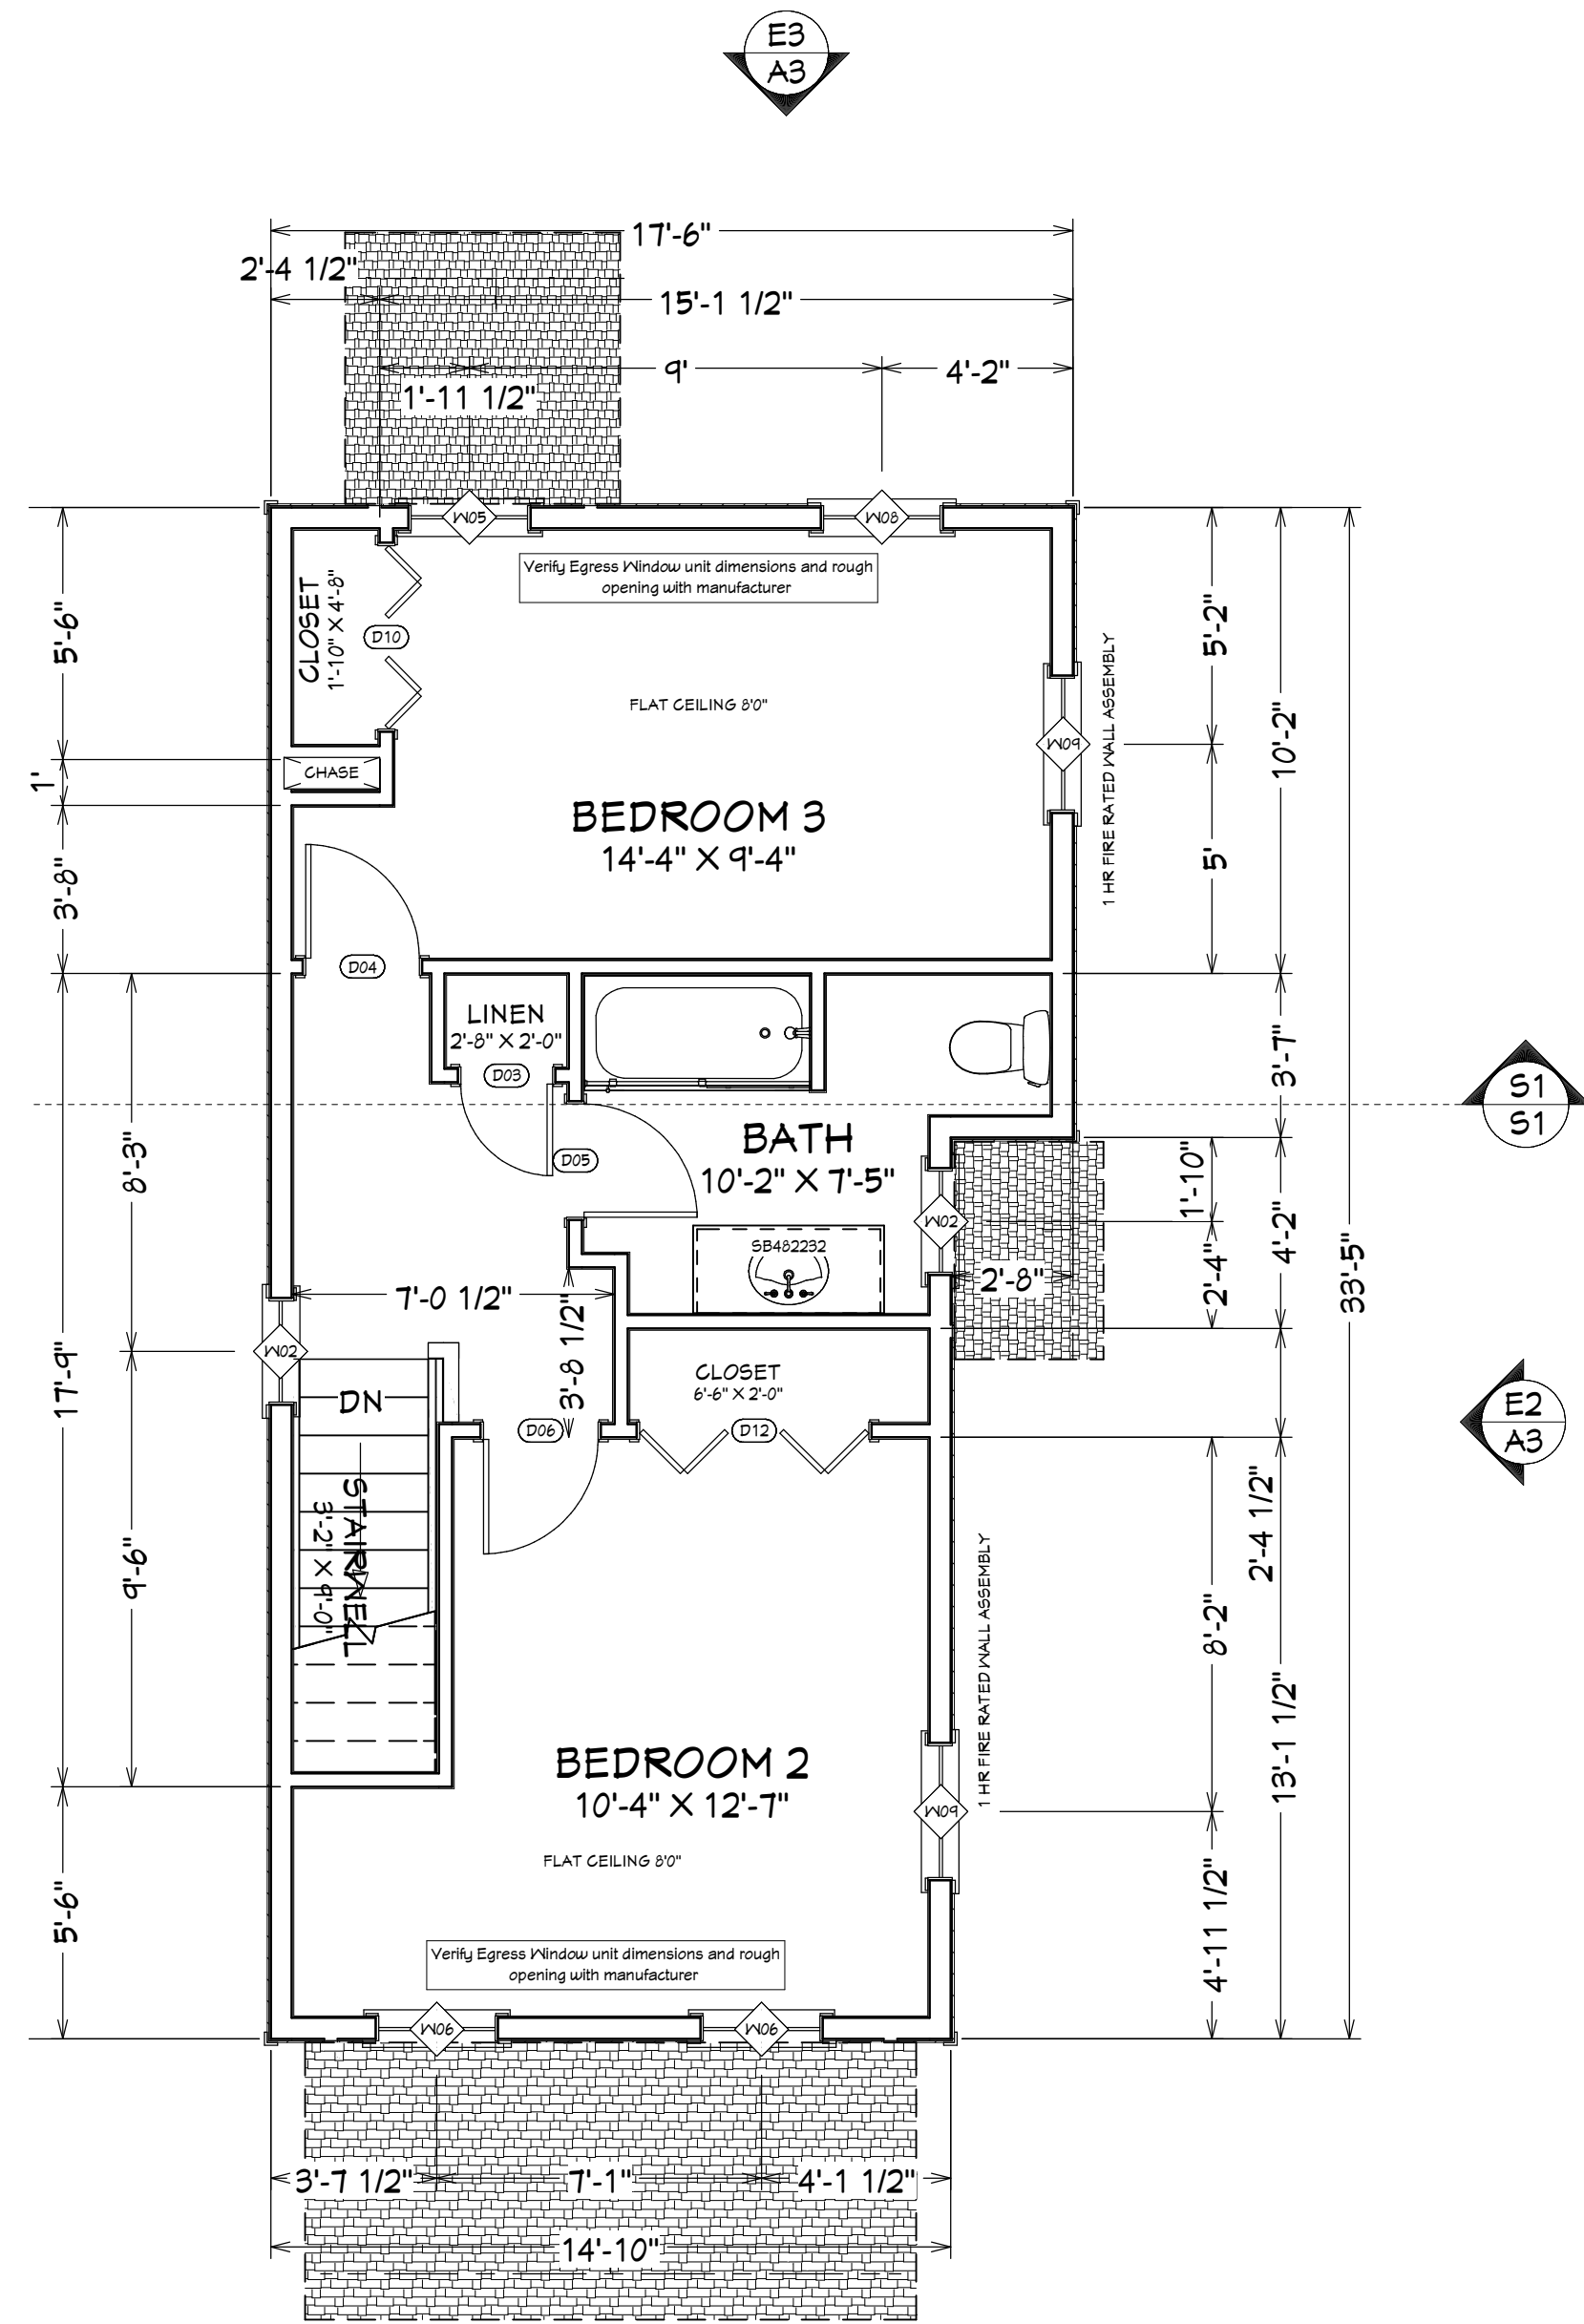 E3
A3
17'-6"
2'-4 1/2"
15'-1 1/2"
9'
4'-2"
1'-11 1/2"
W05
W08
Verify Egress Window unit dimensions and rough
opening with manufacturer
CLOSET
1'-10" X 4'-8"
D10
5'-6"
FLAT CEILING 8'0"
W09
1 HR FIRE RATED WALL ASSEMBLY
5'-2"
10'-2"
CHASE
1'
BEDROOM 3
14'-4" X 9'-4"
5'
3'-8"
D04
LINEN
2'-8" X 2'-0"
D03
3'-7"
S1
S1
8'-3"
D05
BATH
10'-2" X 7'-5"
1'-10"
W02
4'-2"
SB482232
2'-8"
2'-4"
33'-5"
7'-0 1/2"
3'-8 1/2"
W02
17'-9"
DN
CLOSET
6'-6" X 2'-0"
D06
D12
E2
A3
STAIRWELL
3'-2" X 9'-0"
2'-4 1/2"
9'-6"
8'-2"
1 HR FIRE RATED WALL ASSEMBLY
13'-1 1/2"
BEDROOM 2
10'-4" X 12'-7"
W09
FLAT CEILING 8'0"
5'-6"
4'-11 1/2"
Verify Egress Window unit dimensions and rough
opening with manufacturer
W06
W06
3'-7 1/2"
7'-1"
4'-1 1/2"
14'-10"